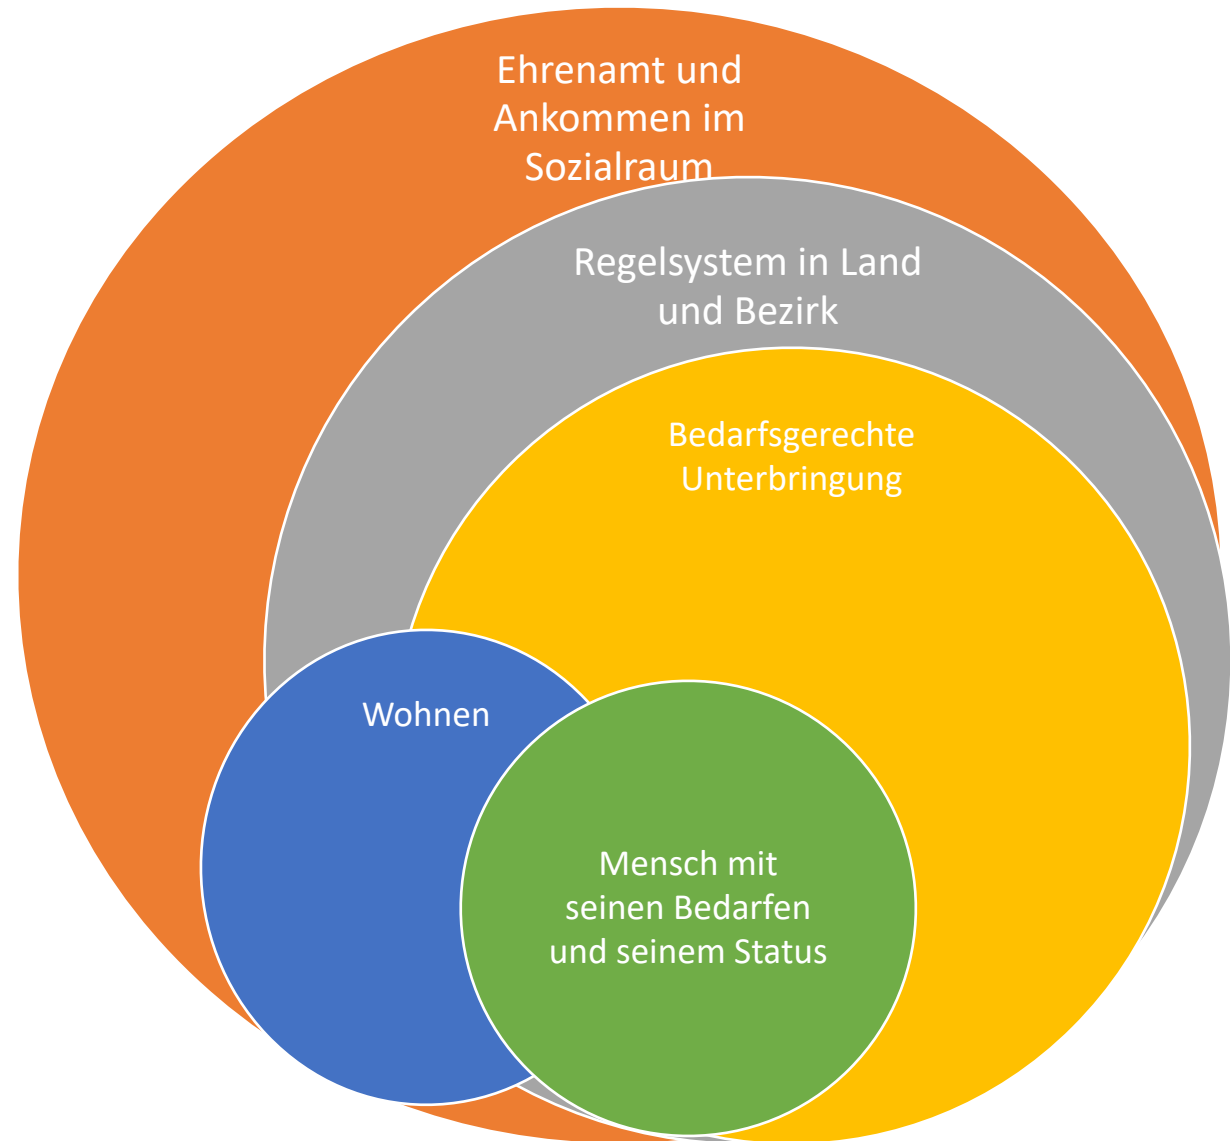 Ehrenamt und
Ankommen im
Sozialraum
Regelsystem in Land
und Bezirk
Bedarfsgerechte
Unterbringung
Wohnen
Mensch mit
seinen Bedarfen
und seinem Status